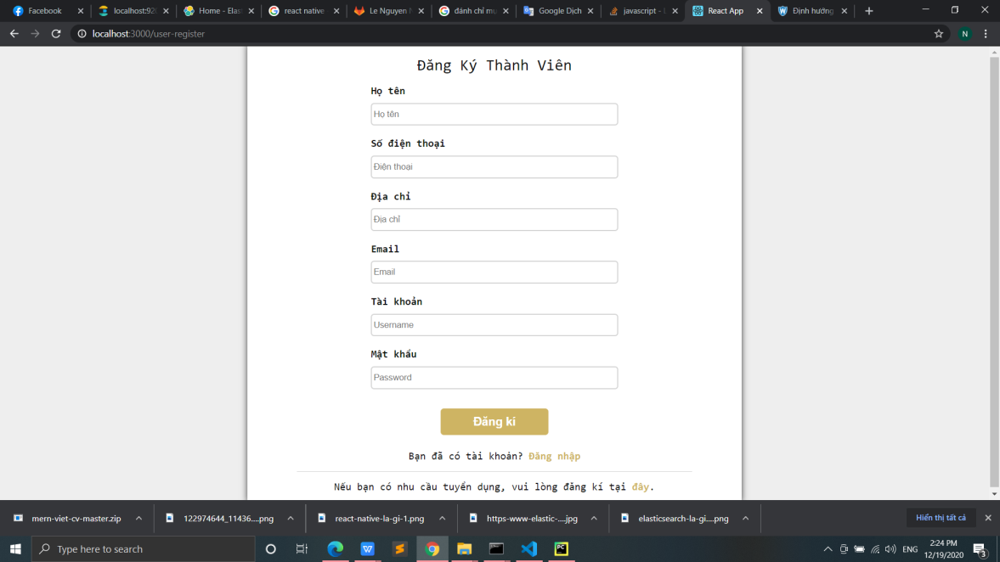 Facebook
localhost:920
Home - Elas
react native
Le Nguyen N
đánh chỉ mụ
Google Dịch
javascript - L
React App
Định hướng
localhost:3000/user-register
N
Đăng Ký Thành Viên
Họ tên
Họ tên
Số điện thoại
Điện thoại
Địa chỉ
Địa chỉ
Email
Email
Tài khoản
Username
Mật khẩu
Password
Đăng kí
Bạn đã có tài khoản? Đăng nhập
Nếu bạn có nhu cầu tuyển dụng, vui lòng đăng kí tại đây.
mern-viet-cv-master.zip
122974644_11436....png
react-native-la-gi-1.png
https-www-elastic-....jpg
elasticsearch-la-gi....png
Hiển thị tất cả
Type here to search
ENG
2:24 PM
12/19/2020
3